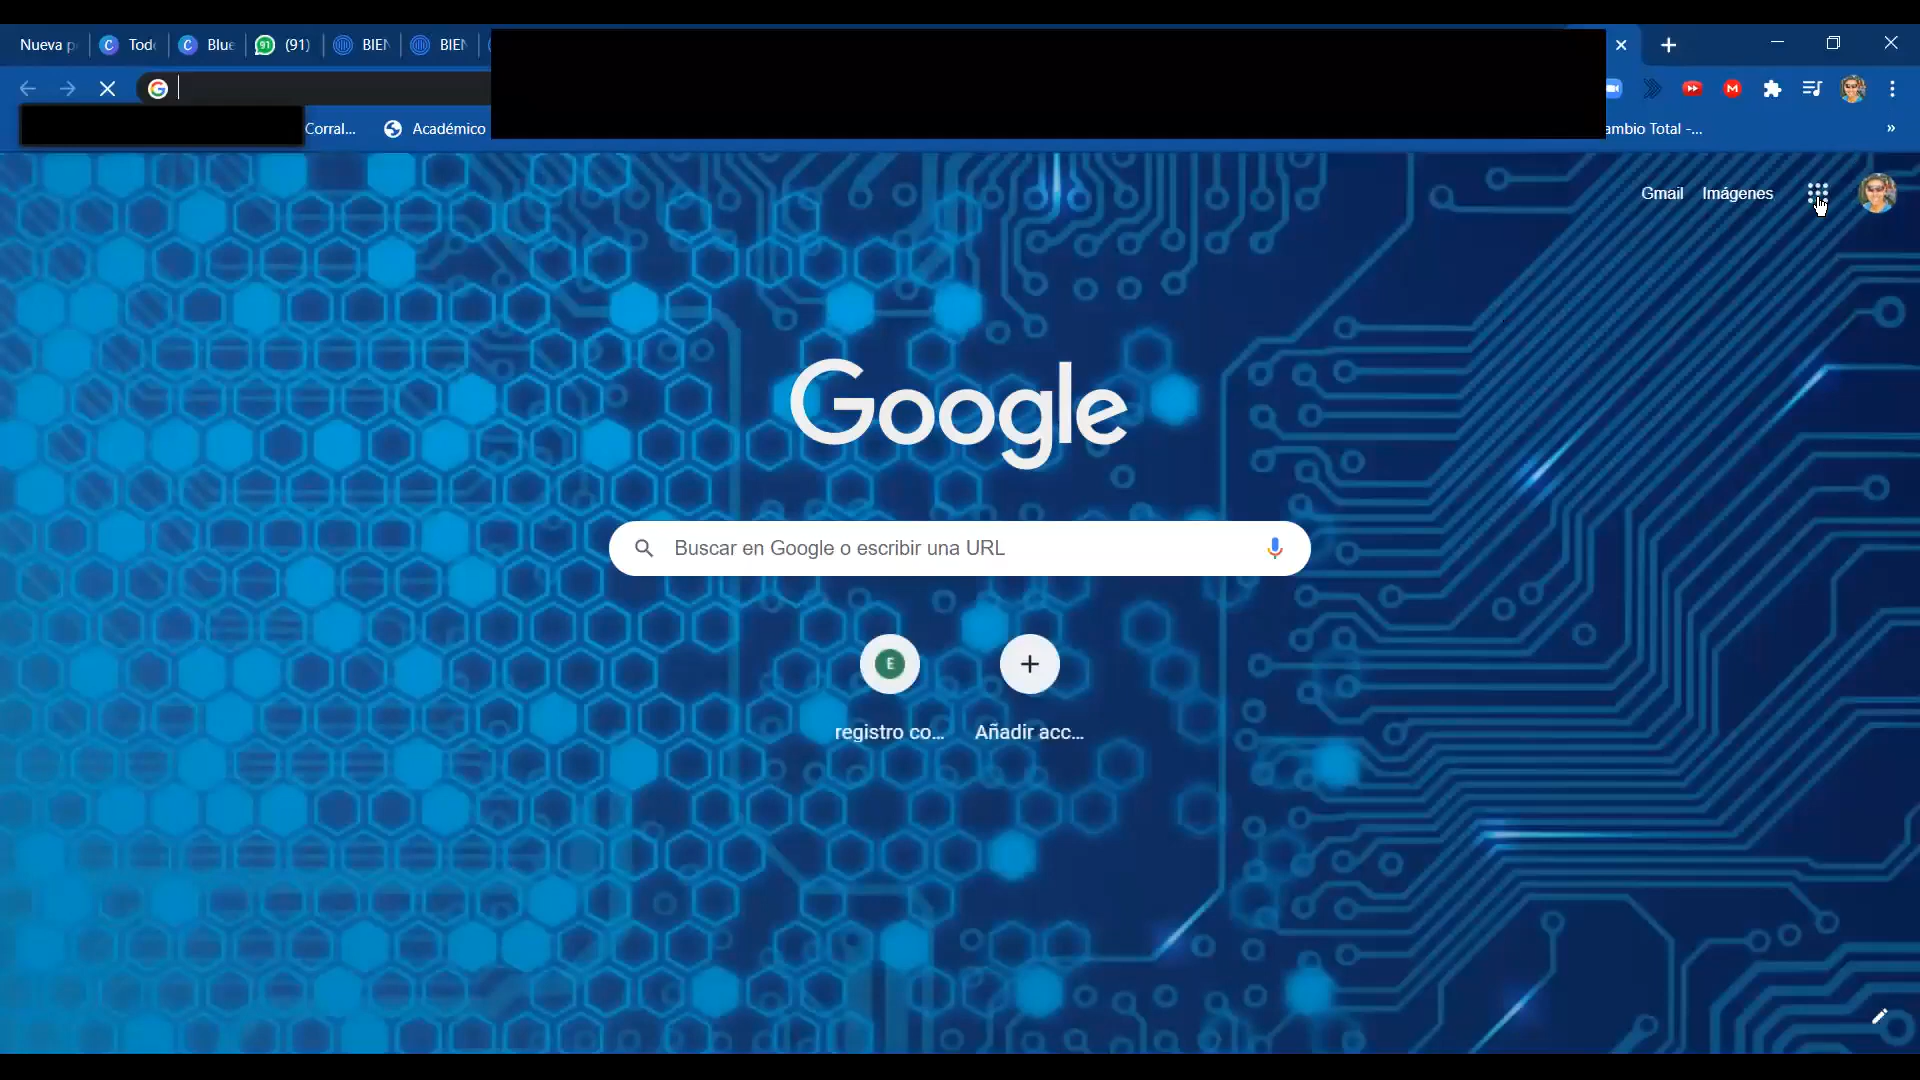 Nueva p
Tod
Blue
(91)
BIEN
BIEN
Corral...
Académico
ambio Total -...
»
Gmail
Imágenes
Google
Buscar en Google o escribir una URL
E
registro co...
Añadir acc...